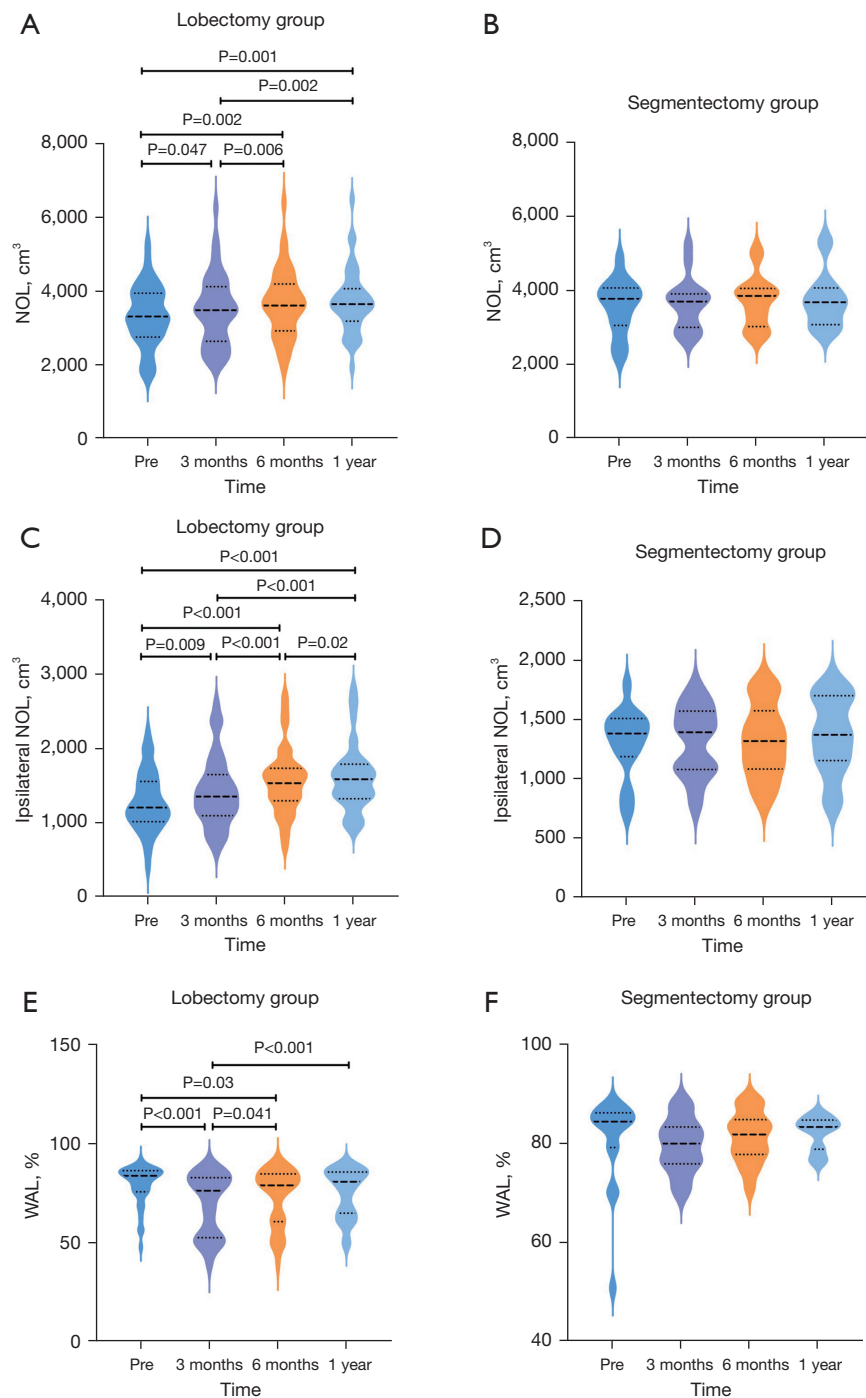 A
Lobectomy group
P=0.001
P=0.002
P=0.002
P=0.047
P=0.006
8,000
6,000
4,000
2,000
0
NOL, cm³
Pre
3 months
6 months
1 year
Time
B
Segmentectomy group
8,000
6,000
4,000
2,000
0
NOL, cm³
Pre
3 months
6 months
1 year
Time
C
Lobectomy group
P<0.001
P<0.001
P<0.001
P=0.009
P<0.001
P=0.02
4,000
3,000
2,000
1,000
0
Ipsilateral NOL, cm³
Pre
3 months
6 months
1 year
Time
D
Segmentectomy group
2,500
2,000
1,500
1,000
500
0
Ipsilateral NOL, cm³
Pre
3 months
6 months
1 year
Time
E
Lobectomy group
P<0.001
P=0.03
P<0.001
P=0.041
150
100
50
0
WAL, %
Pre
3 months
6 months
1 year
Time
F
Segmentectomy group
100
80
60
40
WAL, %
Pre
3 months
6 months
1 year
Time